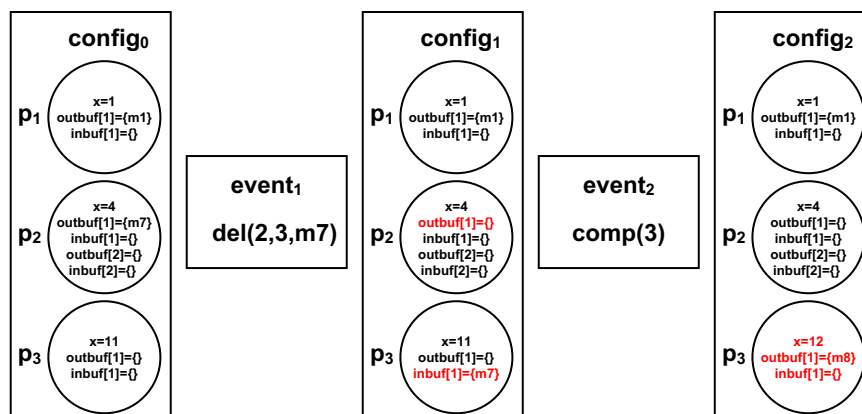 config₀
p₁
x=1
outbuf[1]={m1}
inbuf[1]={}
p₂
x=4
outbuf[1]={m7}
inbuf[1]={}
outbuf[2]={}
inbuf[2]={}
p₃
x=11
outbuf[1]={}
inbuf[1]={}
event₁
del(2,3,m7)
config₁
p₁
x=1
outbuf[1]={m1}
inbuf[1]={}
p₂
x=4
outbuf[1]={}
inbuf[1]={}
outbuf[2]={}
inbuf[2]={}
p₃
x=11
outbuf[1]={}
inbuf[1]={m7}
event₂
comp(3)
config₂
p₁
x=1
outbuf[1]={m1}
inbuf[1]={}
p₂
x=4
outbuf[1]={}
inbuf[1]={}
outbuf[2]={}
inbuf[2]={}
p₃
x=12
outbuf[1]={m8}
inbuf[1]={}